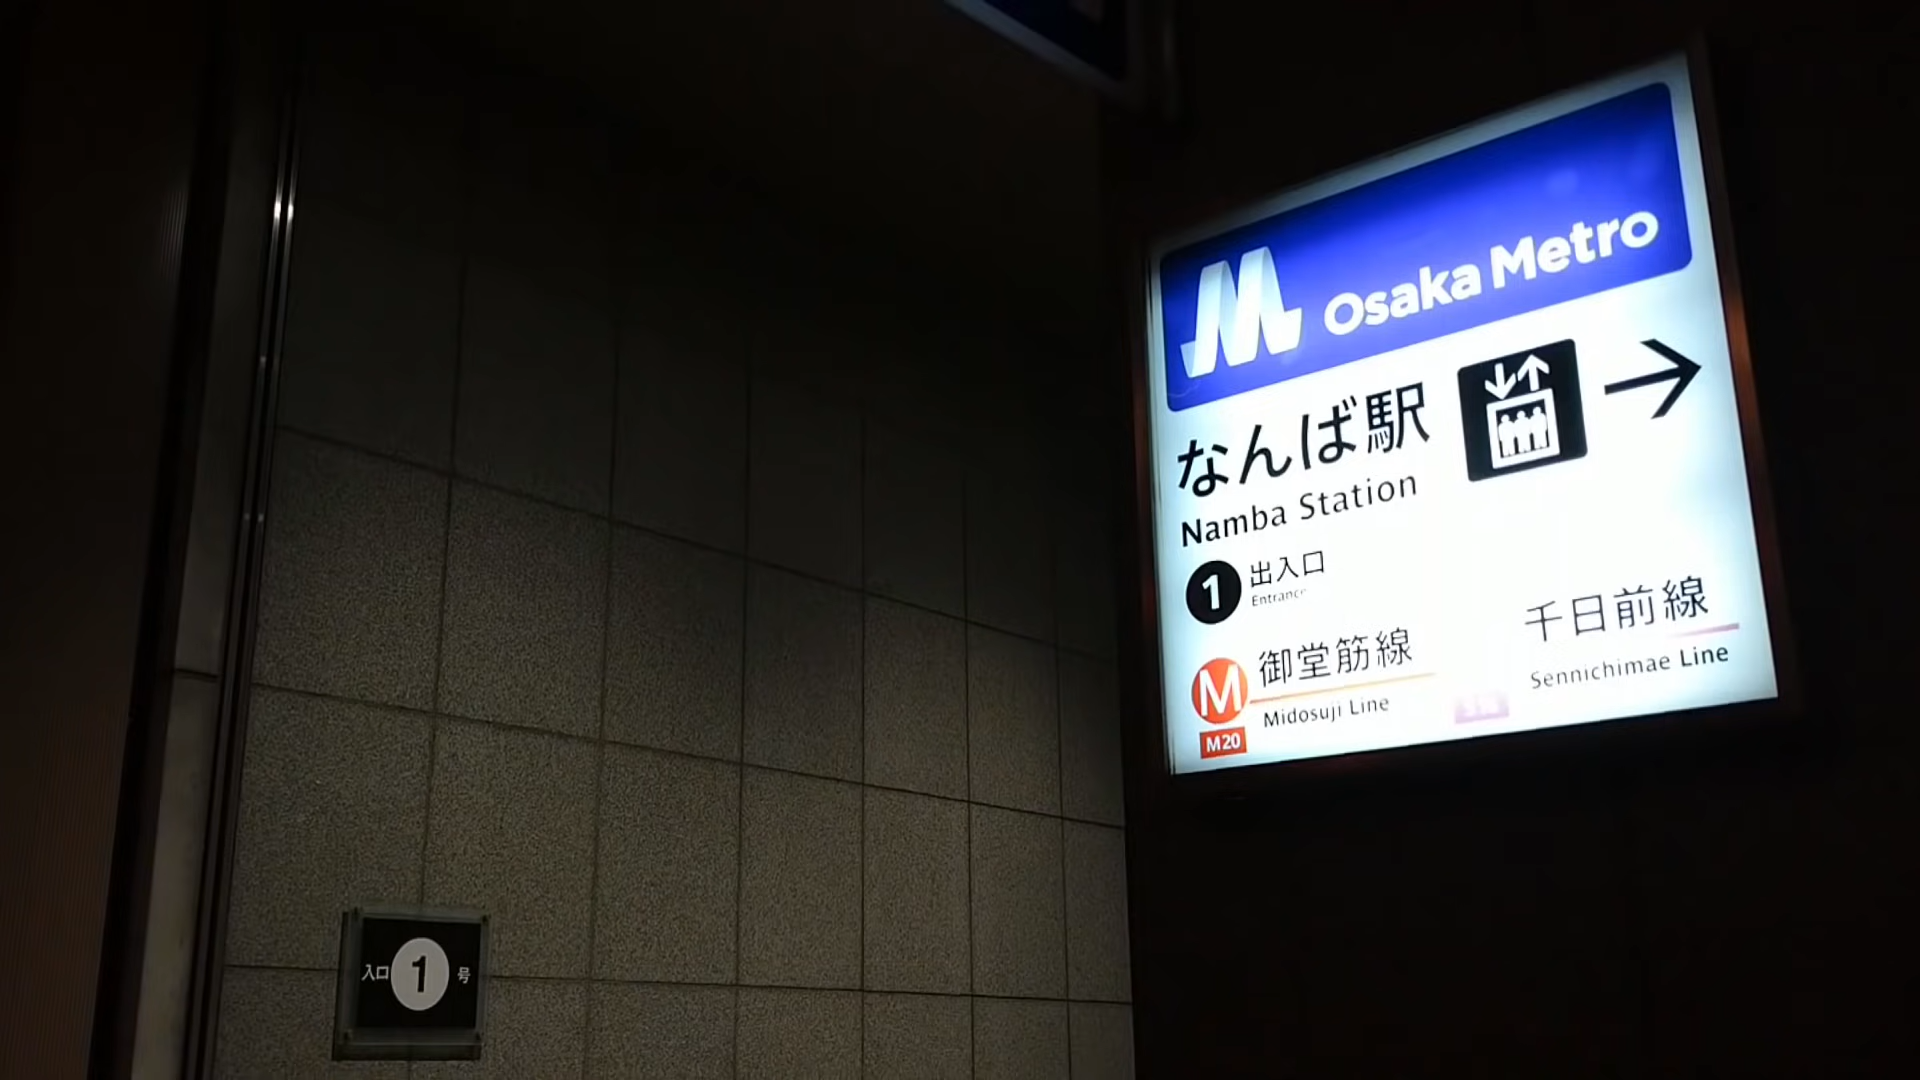 Osaka Metro
なんば駅
Namba Station
1 出入口
Entrance
M 御堂筋線
Midosuji Line
M20
千日前線
Sennichimae Line
入口 1 号